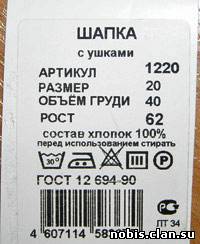 ШАПКА
с ушками
АРТИКУЛ 1220
РАЗМЕР 20
ОБЪЁМ ГРУДИ 40
РОСТ 62
состав хлопок 100%
перед использованием стирать
30°
ГОСТ 12 694-90
4 607114
ЛТ 34
nobis.clan.su